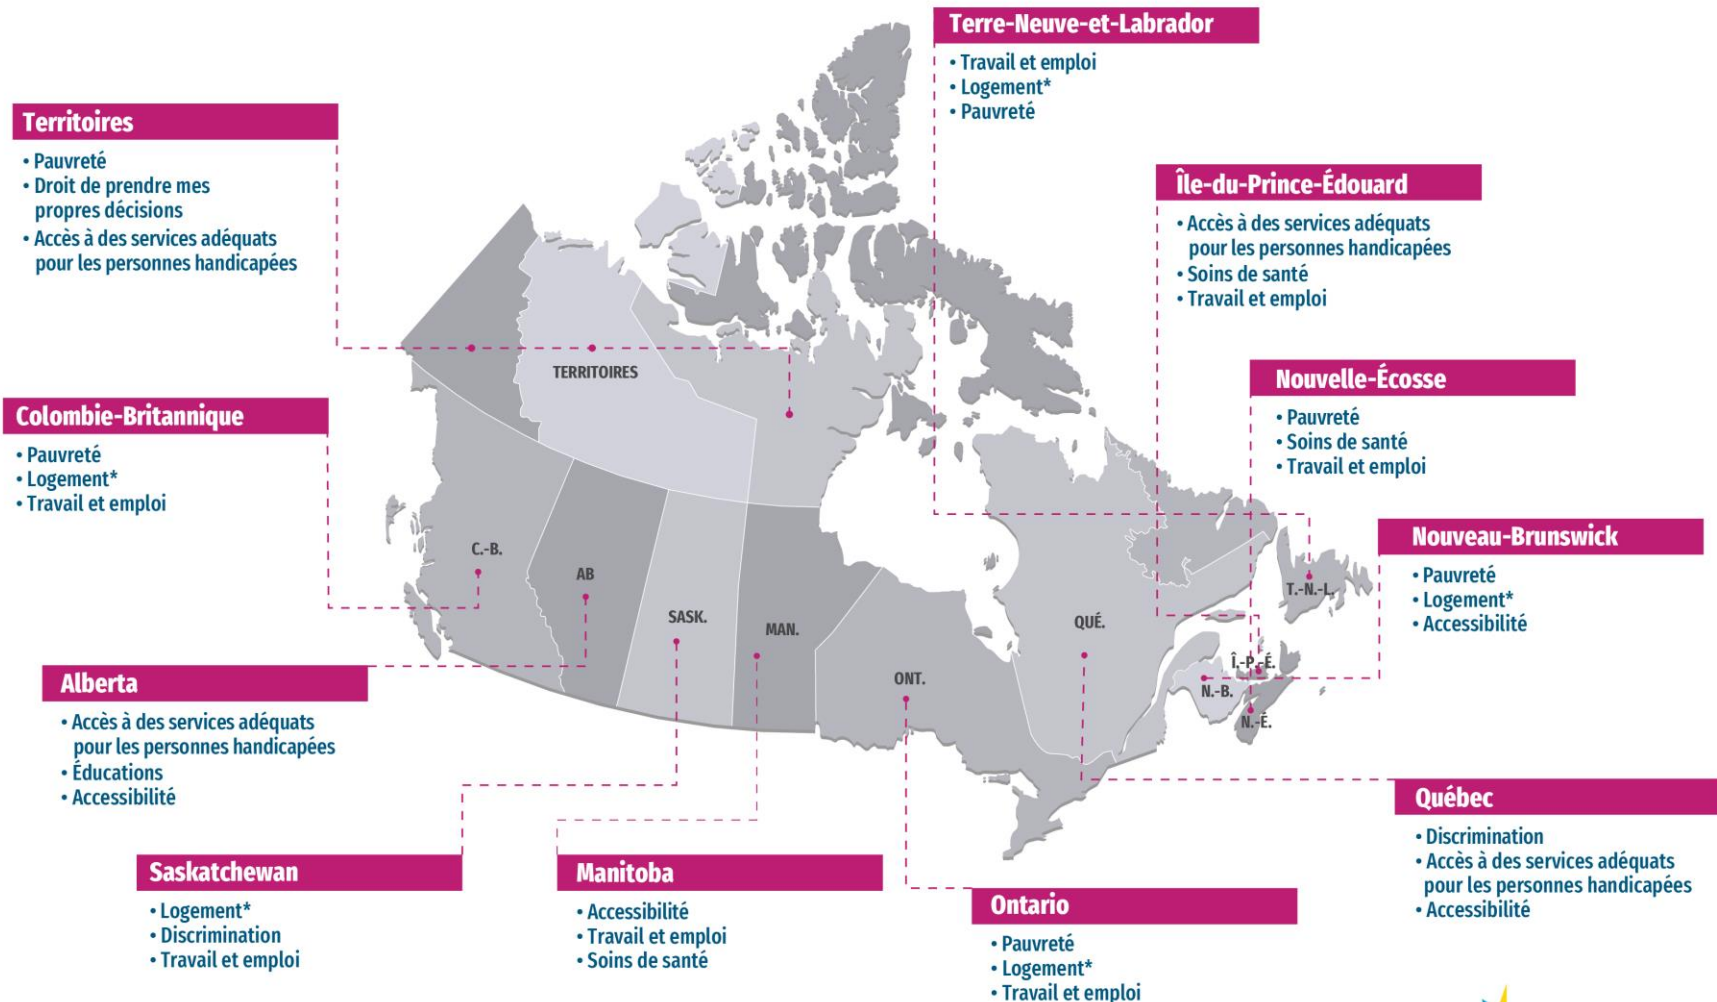 Terre-Neuve-et-Labrador
• Travail et emploi
• Logement*
• Pauvreté
Territoires
• Pauvreté
• Droit de prendre mes
propres décisions
• Accès à des services adéquats
pour les personnes handicapées
Île-du-Prince-Édouard
• Accès à des services adéquats
pour les personnes handicapées
• Soins de santé
• Travail et emploi
Nouvelle-Écosse
• Pauvreté
• Soins de santé
• Travail et emploi
Colombie-Britannique
• Pauvreté
• Logement*
• Travail et emploi
Nouveau-Brunswick
• Pauvreté
• Logement*
• Accessibilité
TERRITOIRES
C.-B.
AB
SASK.
MAN.
ONT.
QUÉ.
T.-N.-L.
Î.-P.-É.
N.-B.
N.-É.
Alberta
• Accès à des services adéquats
pour les personnes handicapées
• Éducations
• Accessibilité
Québec
• Discrimination
• Accès à des services adéquats
pour les personnes handicapées
• Accessibilité
Saskatchewan
• Logement*
• Discrimination
• Travail et emploi
Manitoba
• Accessibilité
• Travail et emploi
• Soins de santé
Ontario
• Pauvreté
• Logement*
• Travail et emploi